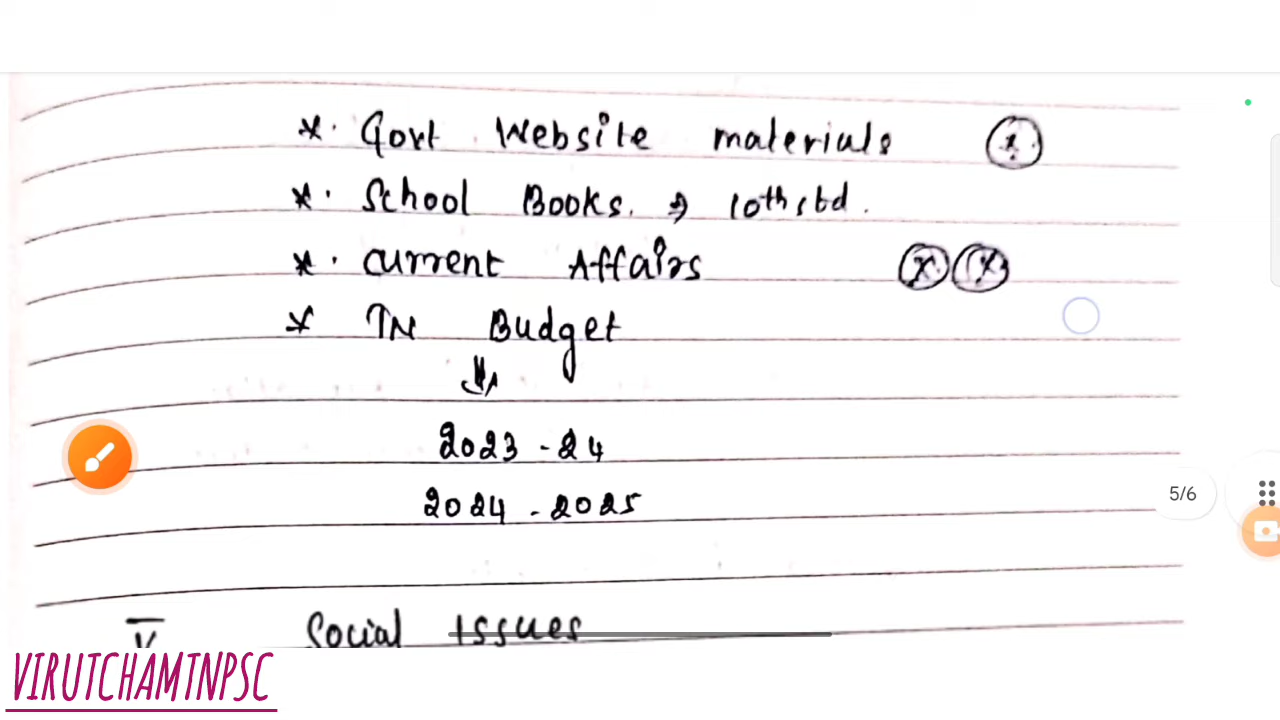 * . Govt Website materials (*)
* . School Books. ⇒ 10th std.
* . Current Affairs (*) (*)
* TN Budget
⇓
2023 - 24
2024 - 2025
5/6
V Social Issues
VIRUTCHAMTNPSC